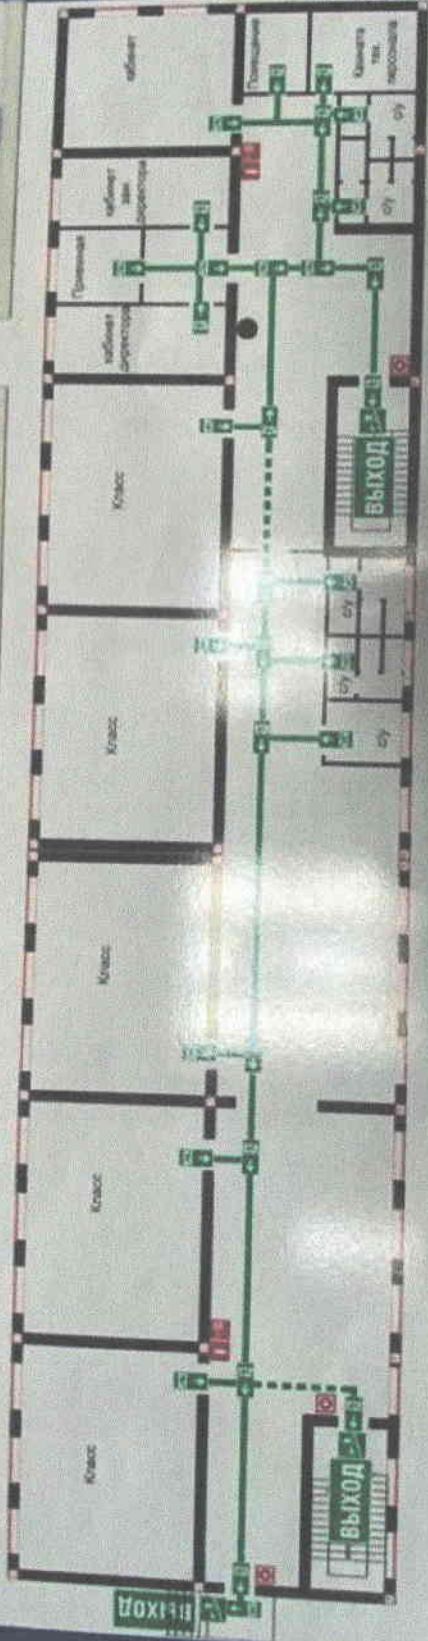 кабинет
Помещение
Комната
тех.
персонала
с/у
с/у
кабинет
зам.
директора
Приемная
кабинет
директора
Класс
ВЫХОД
с/у
с/у
с/у
Класс
Класс
Класс
Класс
ВЫХОД
ВЫХОД